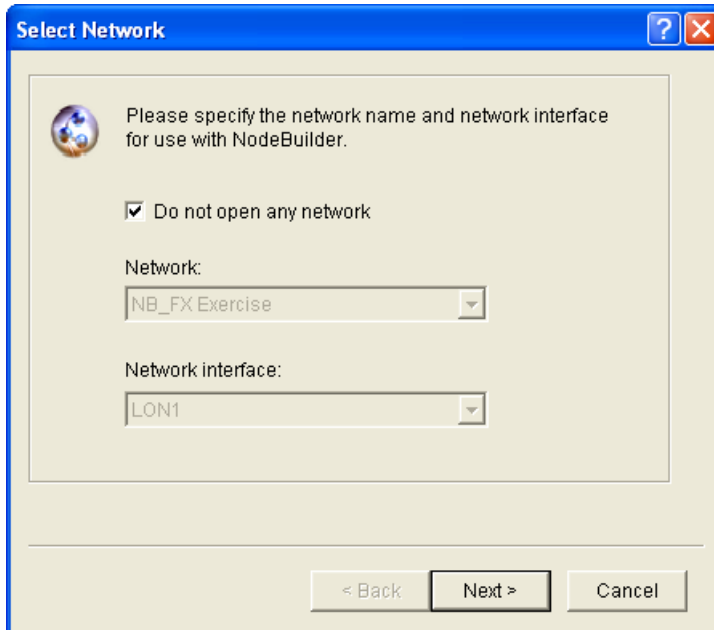 Select Network
Please specify the network name and network interface
for use with NodeBuilder.
Do not open any network
Network:
NB_FX Exercise
Network interface:
LON1
< Back
Next >
Cancel